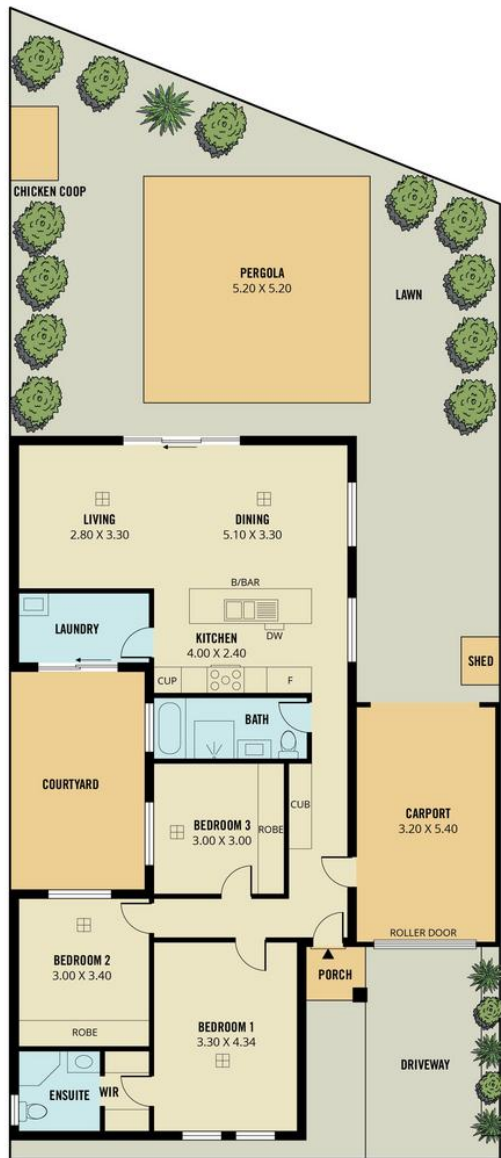 CHICKEN COOP
PERGOLA
5.20 X 5.20
LAWN
LIVING
2.80 X 3.30
DINING
5.10 X 3.30
B/BAR
LAUNDRY
KITCHEN
4.00 X 2.40
DW
CUP
F
SHED
BATH
COURTYARD
BEDROOM 3
3.00 X 3.00
ROBE
CUB
CARPORT
3.20 X 5.40
ROLLER DOOR
BEDROOM 2
3.00 X 3.40
ROBE
PORCH
BEDROOM 1
3.30 X 4.34
ENSUITE
WIR
DRIVEWAY